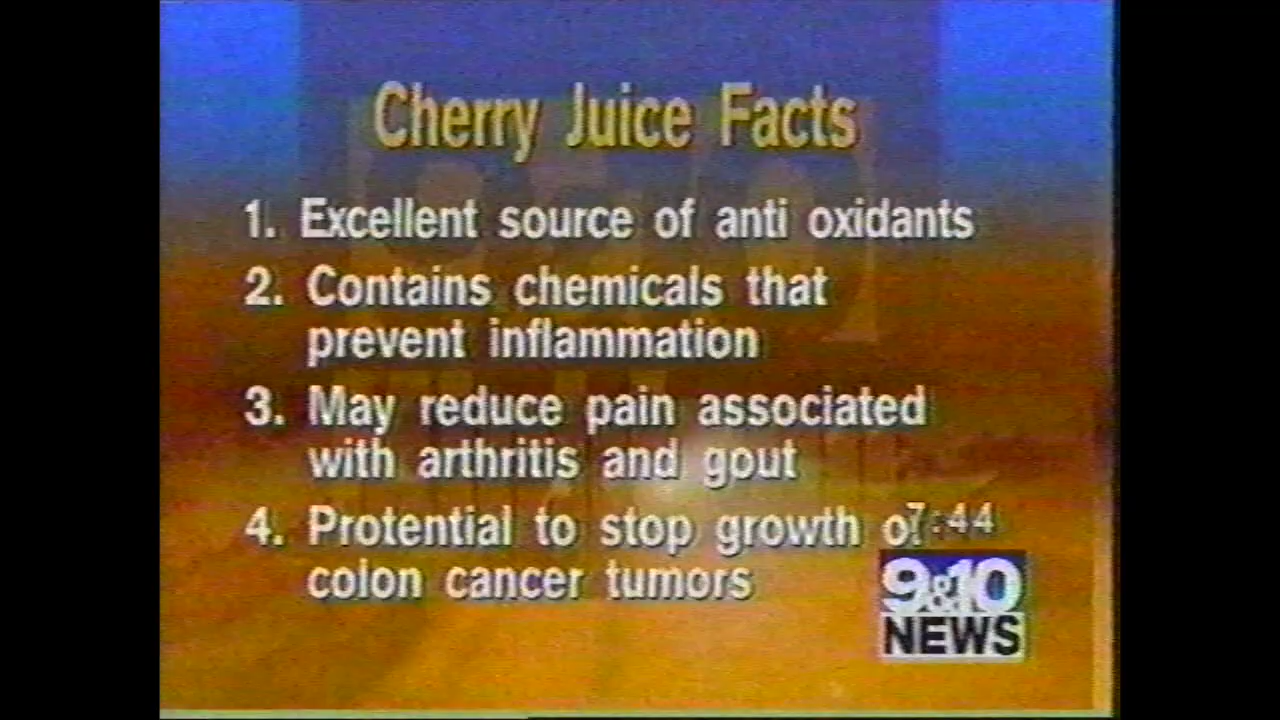 Cherry Juice Facts
1. Excellent source of anti oxidants
2. Contains chemicals that
prevent inflammation
3. May reduce pain associated
with arthritis and gout
4. Protential to stop growth
colon cancer tumors
7:44
9&10
NEWS